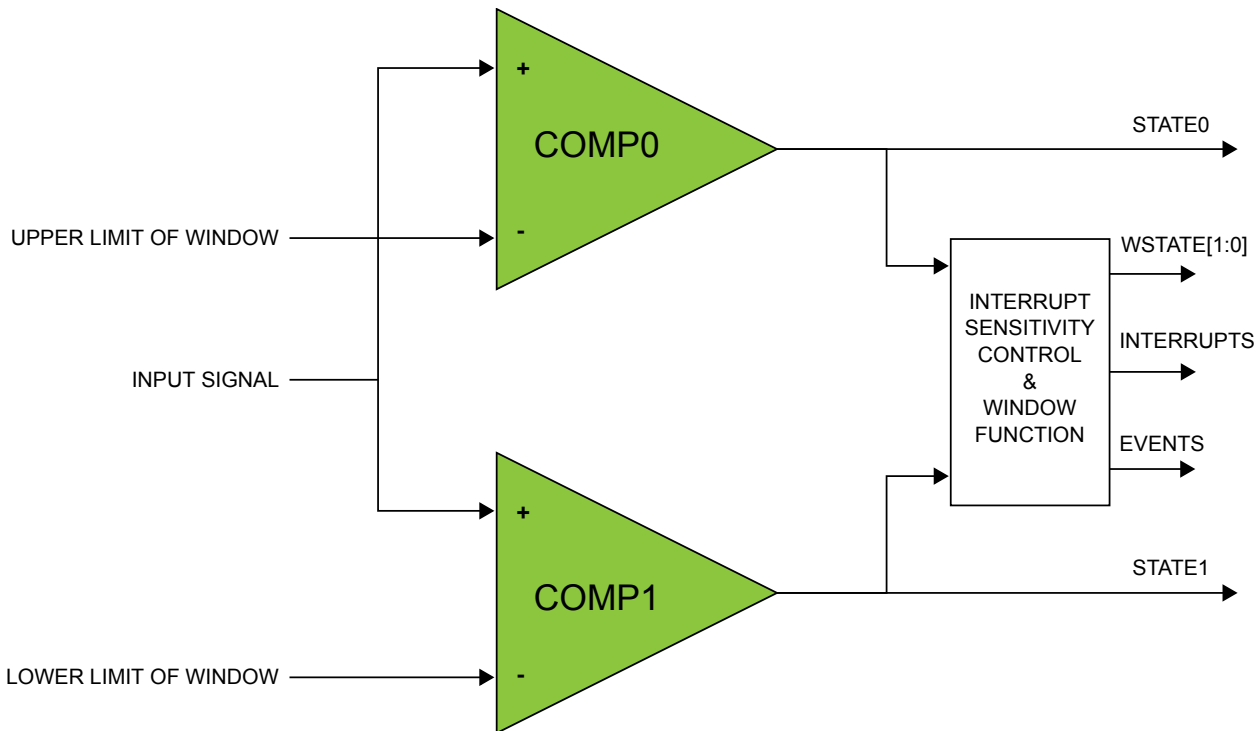 +
COMP0
-
STATE0
UPPER LIMIT OF WINDOW
WSTATE[1:0]
INTERRUPT
SENSITIVITY
CONTROL
&
WINDOW
FUNCTION
INTERRUPTS
INPUT SIGNAL
EVENTS
+
COMP1
-
STATE1
LOWER LIMIT OF WINDOW